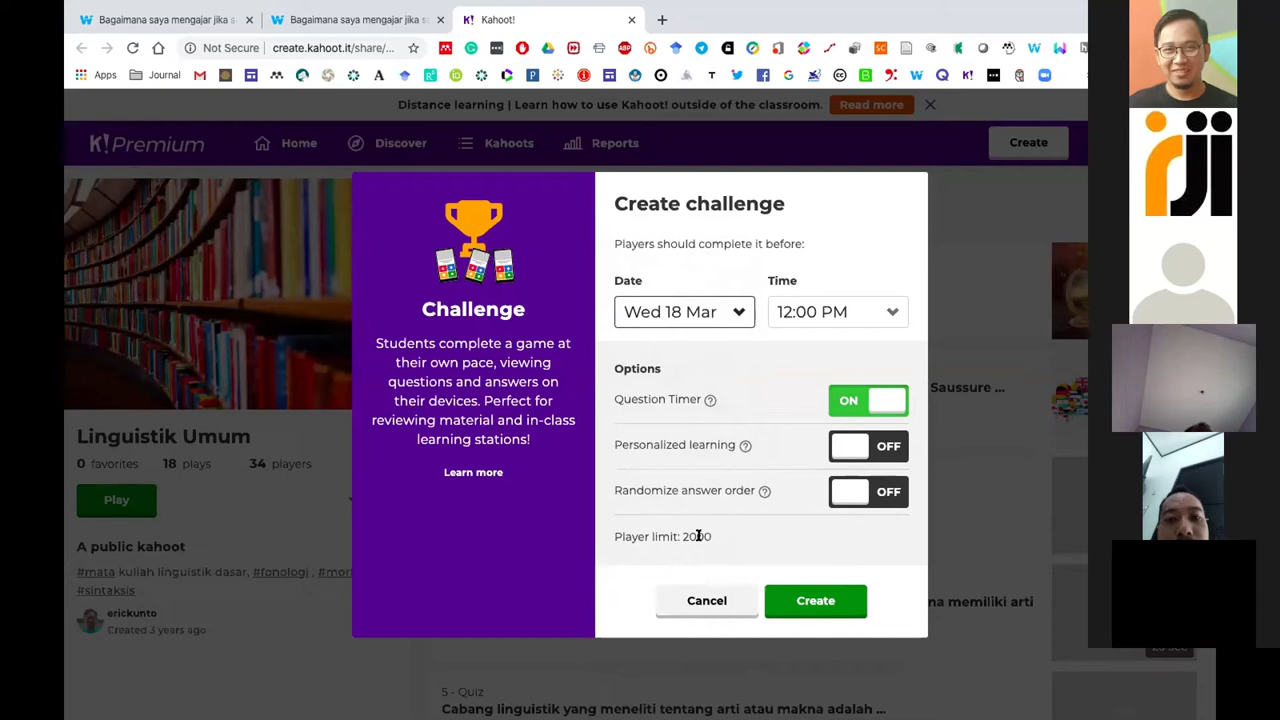 Bagaimana saya mengajar jika s
Bagaimana saya mengajar jika s
Kahoot!
Not Secure
create.kahoot.it/share/...
Apps
Journal
Distance learning | Learn how to use Kahoot! outside of the classroom.
Read more
K!Premium
Home
Discover
Kahoots
Reports
Create
Linguistik Umum
0 favorites
18 plays
34 players
Play
A public kahoot
#mata kuliah linguistik dasar, #fonologi , #mor
#sintaksis
erickunto
Created 3 years ago
Challenge
Students complete a game at
their own pace, viewing
questions and answers on
their devices. Perfect for
reviewing material and in-class
learning stations!
Learn more
Create challenge
Players should complete it before:
Date
Time
Wed 18 Mar
12:00 PM
Options
Question Timer
ON
Personalized learning
OFF
Randomize answer order
OFF
Player limit: 2000
Cancel
Create
Saussure ...
memiliki arti
5 - Quiz
Cabang linguistik yang meneliti tentang arti atau makna adalah ...
rji